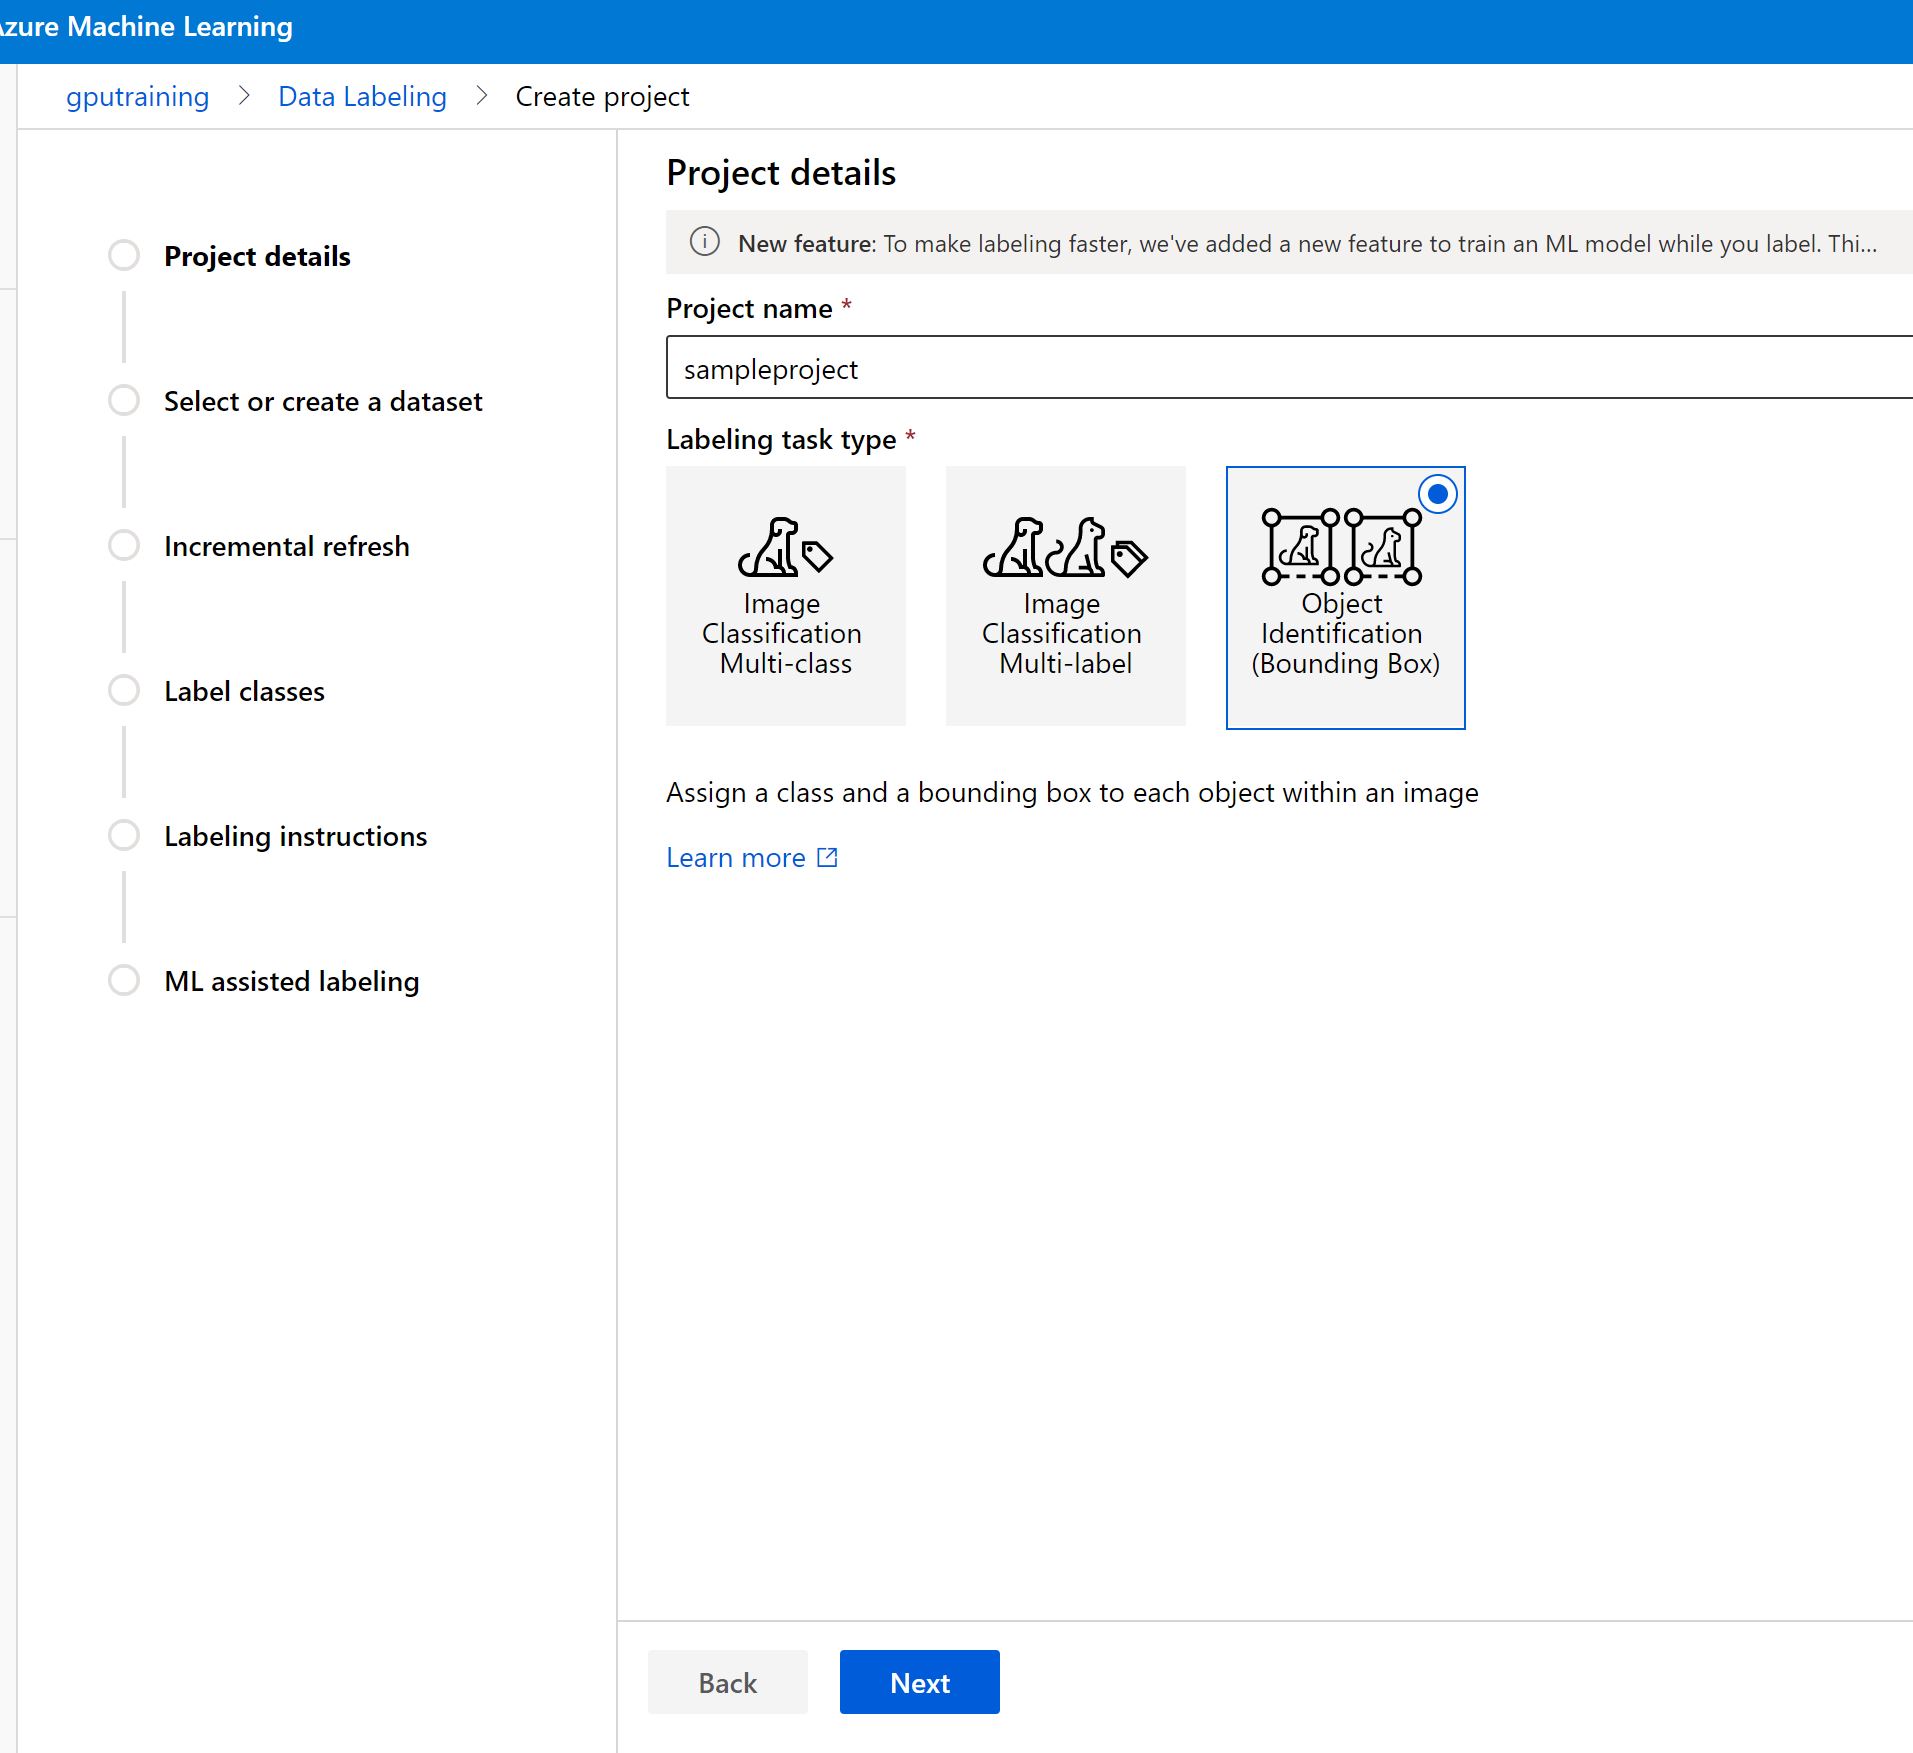 Azure Machine Learning
gputraining > Data Labeling > Create project
Project details
Select or create a dataset
Incremental refresh
Label classes
Labeling instructions
ML assisted labeling
Project details
New feature: To make labeling faster, we've added a new feature to train an ML model while you label. Thi...
Project name *
sampleproject
Labeling task type *
Image
Classification
Multi-class
Image
Classification
Multi-label
Object
Identification
(Bounding Box)
Assign a class and a bounding box to each object within an image
Learn more
Back
Next